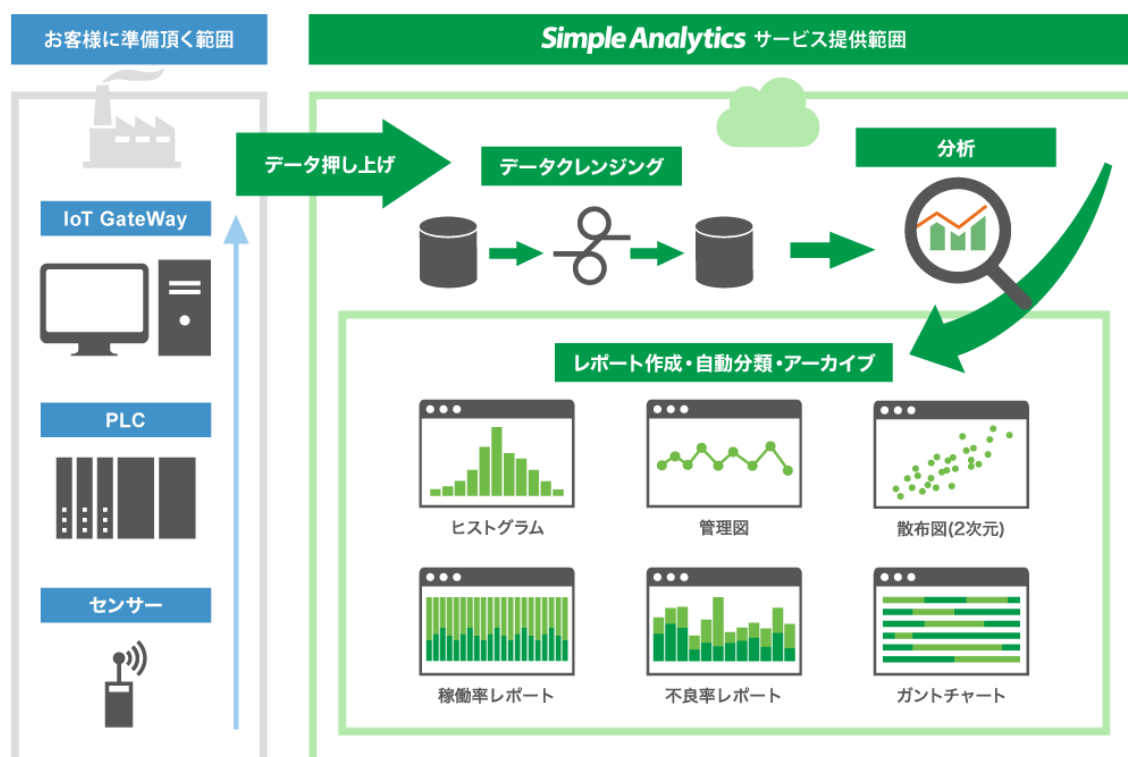 お客様に準備頂く範囲
Simple Analytics サービス提供範囲
データ押し上げ
データクレンジング
分析
IoT GateWay
PLC
センサー
レポート作成・自動分類・アーカイブ
ヒストグラム
管理図
散布図(2次元)
稼働率レポート
不良率レポート
ガントチャート